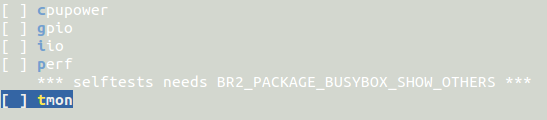 [ ] cpupower
[ ] gpio
[ ] iio
[ ] perf
*** selftests needs BR2_PACKAGE_BUSYBOX_SHOW_OTHERS ***
[ ] tmon